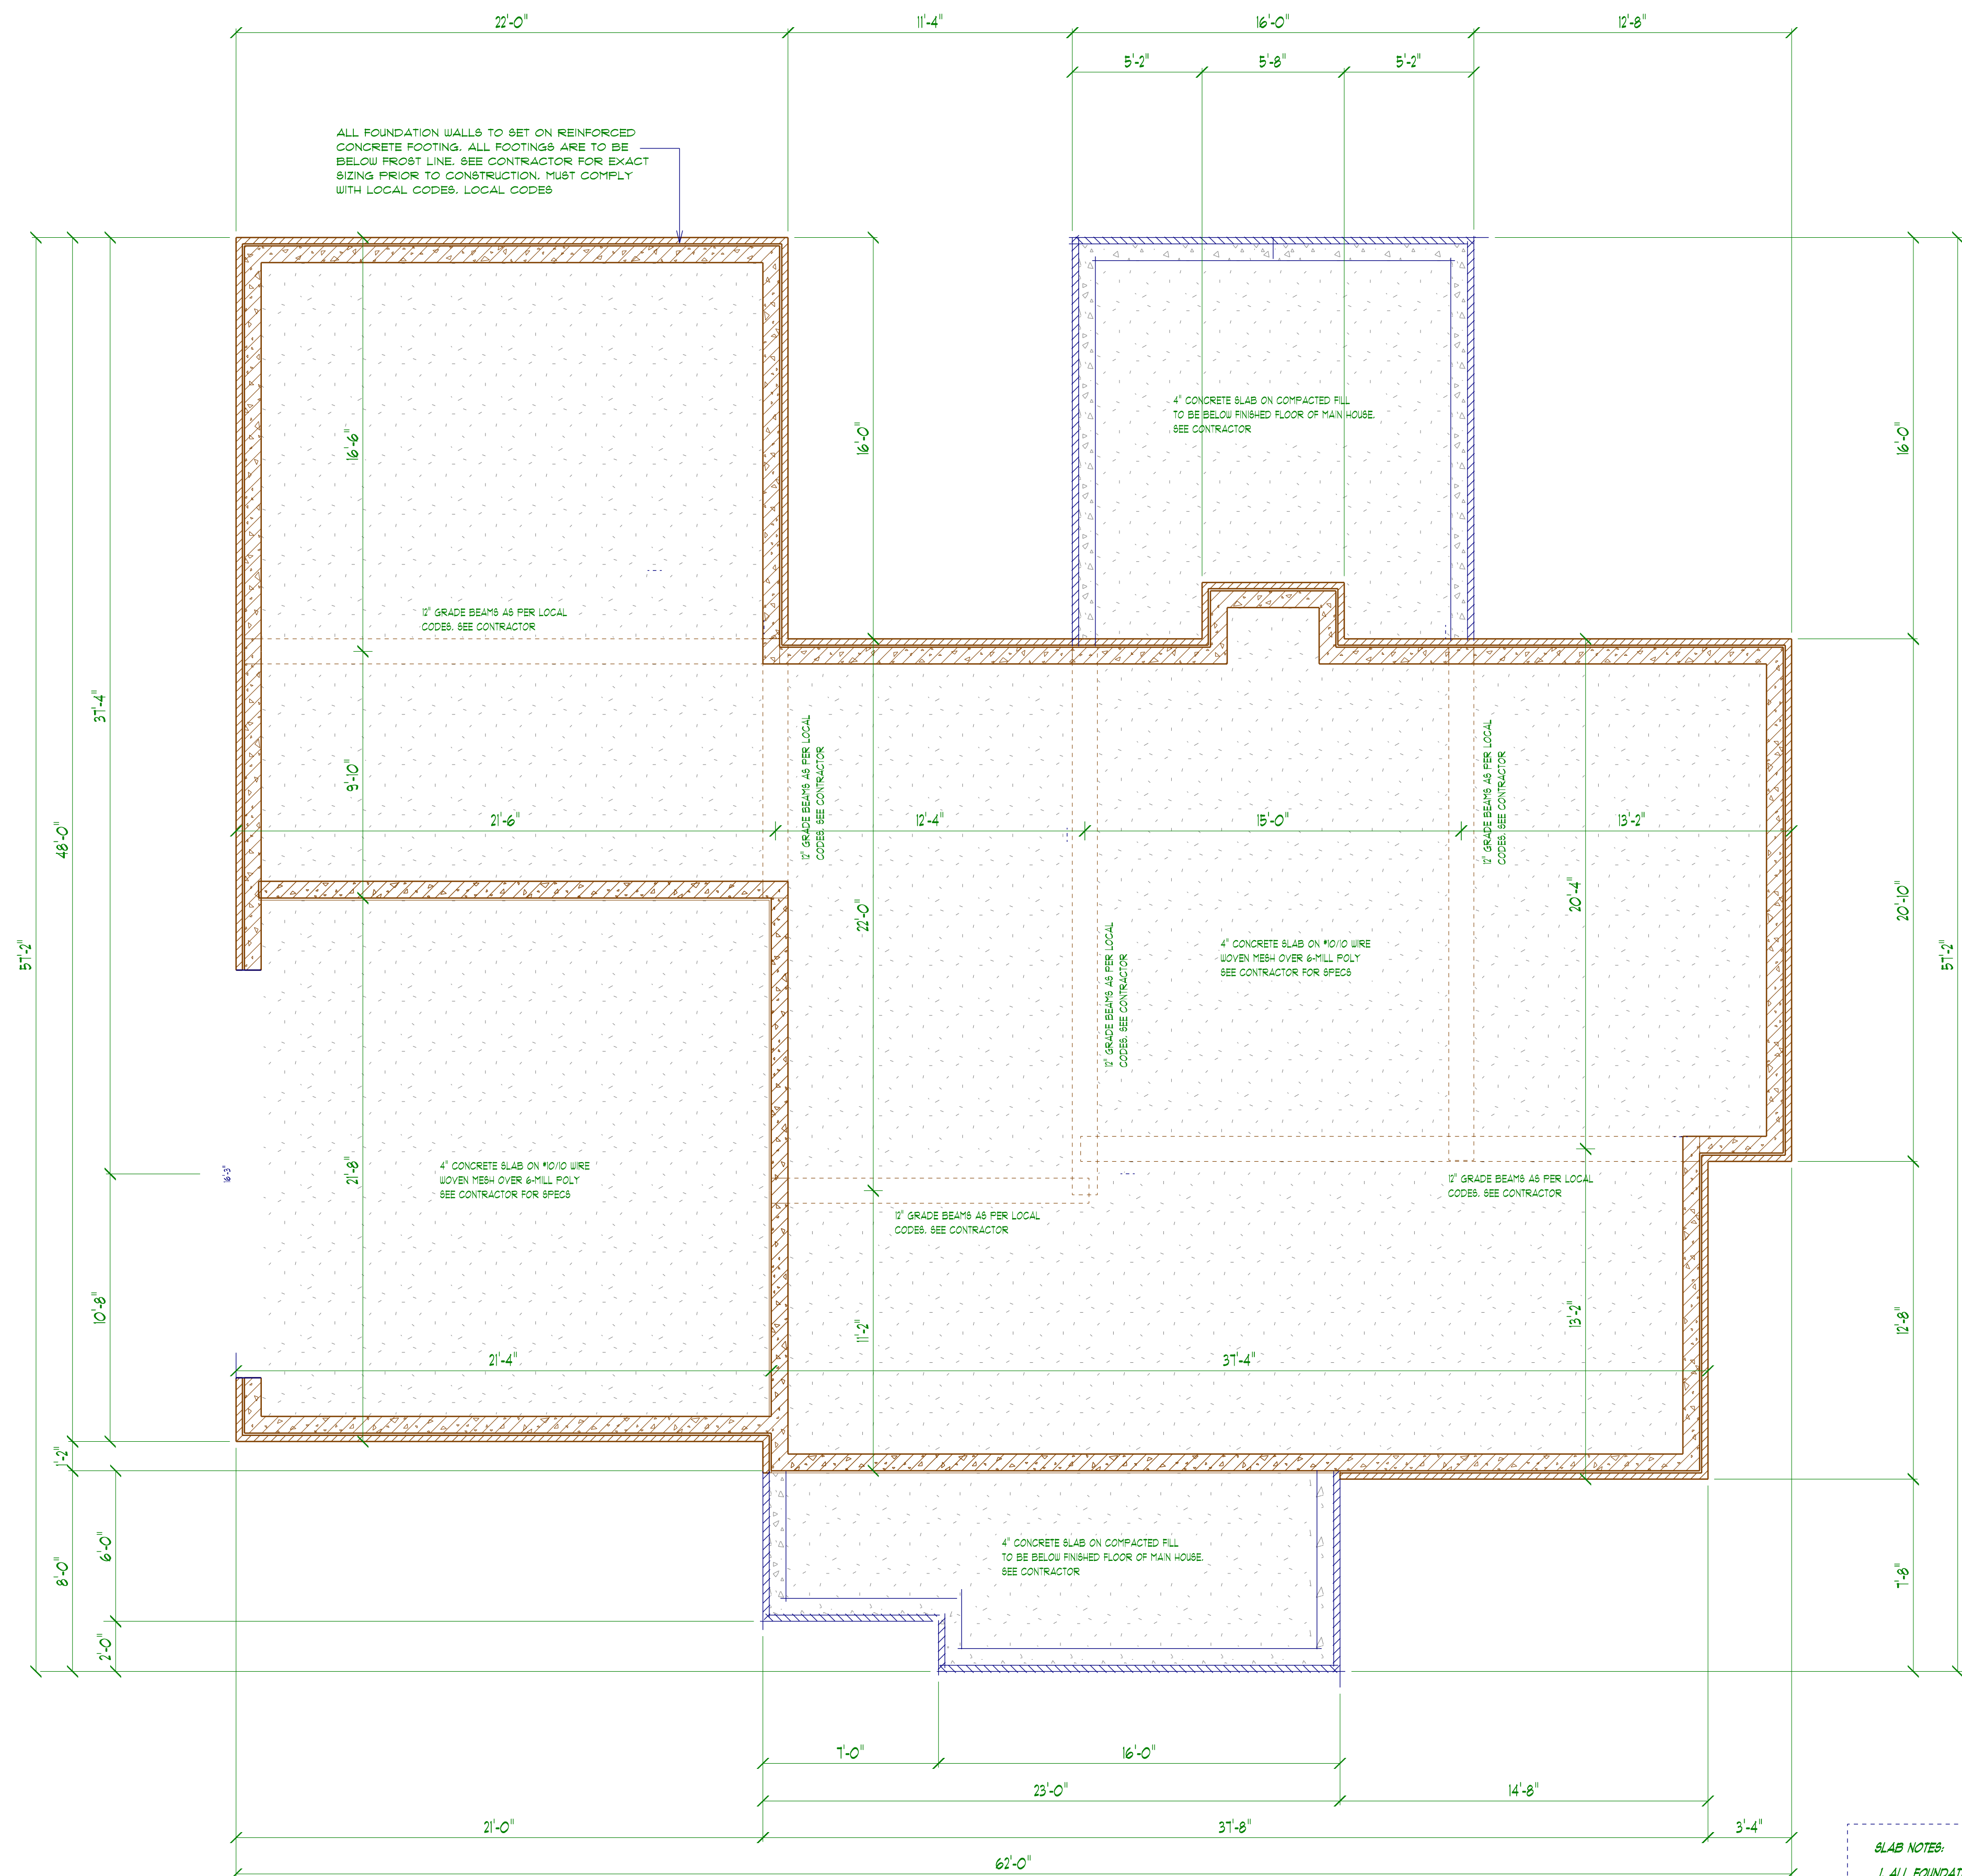 22'-0"
11'-4"
16'-0"
12'-8"
5'-2"
5'-8"
5'-2"
ALL FOUNDATION WALLS TO SET ON REINFORCED
CONCRETE FOOTING. ALL FOOTINGS ARE TO BE
BELOW FROST LINE. SEE CONTRACTOR FOR EXACT
SIZING PRIOR TO CONSTRUCTION. MUST COMPLY
WITH LOCAL CODES. LOCAL CODES
4" CONCRETE SLAB ON COMPACTED FILL
TO BE BELOW FINISHED FLOOR OF MAIN HOUSE.
SEE CONTRACTOR
16'-6"
16'-0"
16'-0"
12" GRADE BEAMS AS PER LOCAL
CODES. SEE CONTRACTOR
37'-4"
9'-10"
12" GRADE BEAMS AS PER LOCAL
CODES. SEE CONTRACTOR
12" GRADE BEAMS AS PER LOCAL
CODES. SEE CONTRACTOR
48'-0"
21'-6"
12'-4"
15'-0"
13'-2"
57'-2"
22'-0"
20'-4"
20'-10"
57'-2"
12" GRADE BEAMS AS PER LOCAL
CODES. SEE CONTRACTOR
4" CONCRETE SLAB ON #10/10 WIRE
WOVEN MESH OVER 6-MILL POLY
SEE CONTRACTOR FOR SPECS
16'-3"
21'-8"
4" CONCRETE SLAB ON #10/10 WIRE
WOVEN MESH OVER 6-MILL POLY
SEE CONTRACTOR FOR SPECS
12" GRADE BEAMS AS PER LOCAL
CODES. SEE CONTRACTOR
12" GRADE BEAMS AS PER LOCAL
CODES. SEE CONTRACTOR
10'-8"
11'-2"
13'-2"
12'-8"
21'-4"
37'-4"
1'-2"
6'-0"
8'-0"
2'-0"
4" CONCRETE SLAB ON COMPACTED FILL
TO BE BELOW FINISHED FLOOR OF MAIN HOUSE.
SEE CONTRACTOR
7'-8"
7'-0"
16'-0"
23'-0"
14'-8"
21'-0"
37'-8"
3'-4"
62'-0"
SLAB NOTES:
1. ALL